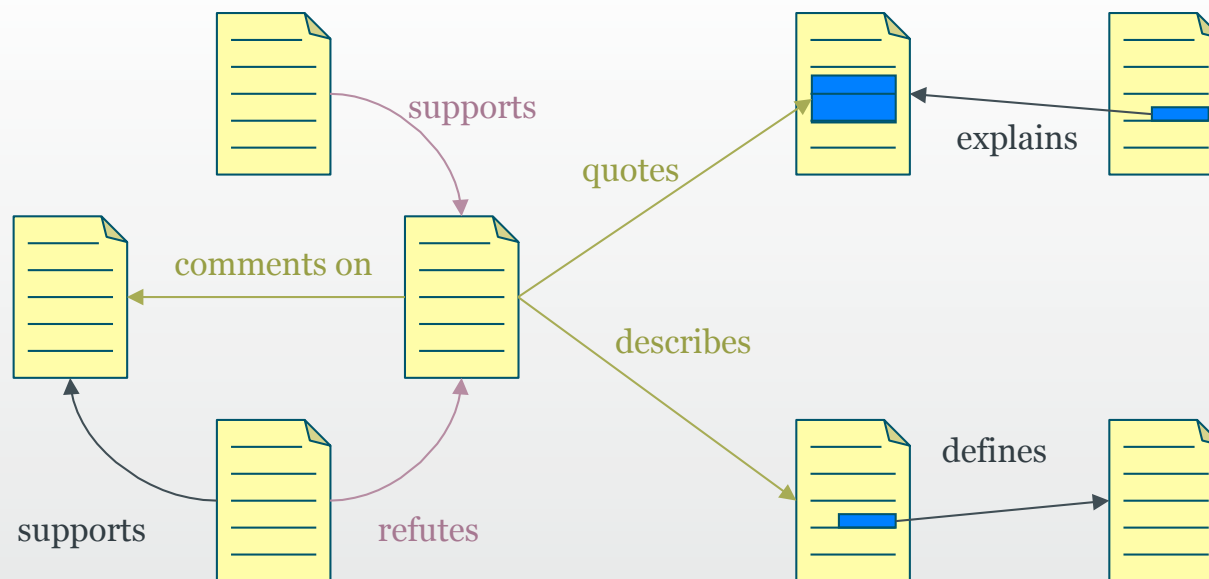 supports
explains
quotes
comments on
describes
defines
supports
refutes